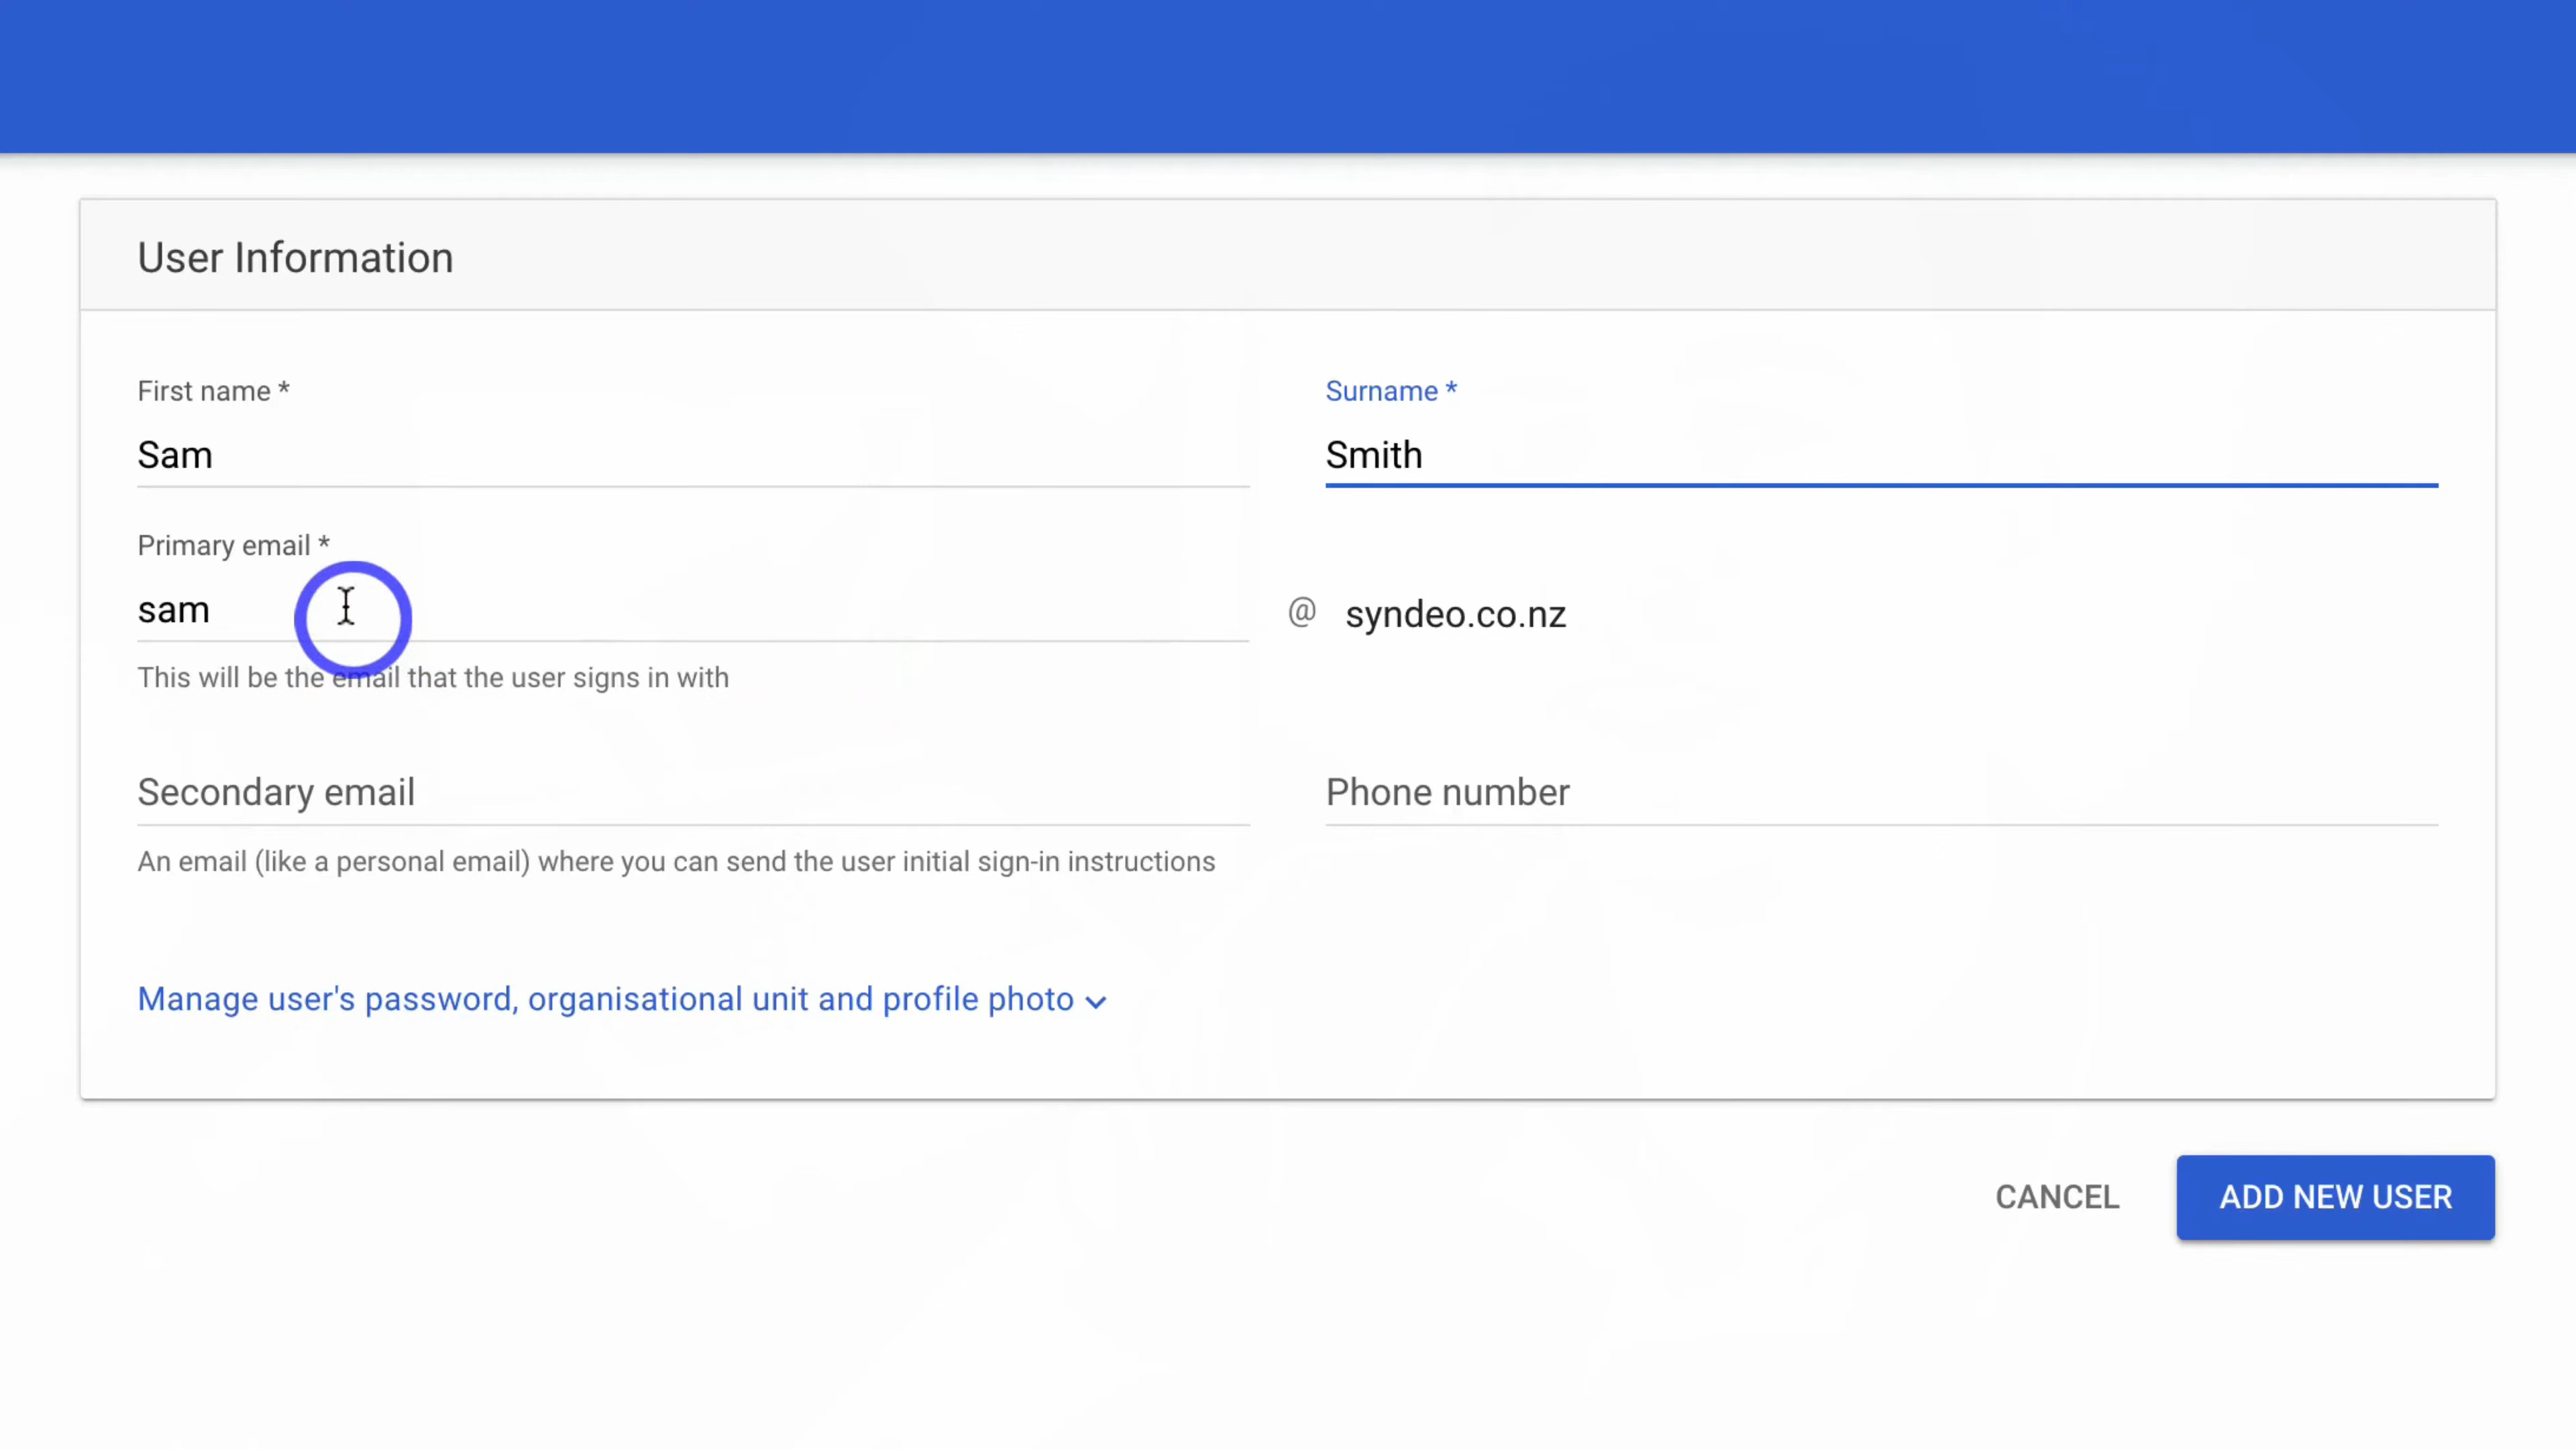 User Information
First name *
Surname *
Sam
Smith
Primary email *
sam
@ syndeo.co.nz
This will be the email that the user signs in with
Secondary email
Phone number
An email (like a personal email) where you can send the user initial sign-in instructions
Manage user's password, organisational unit and profile photo
CANCEL
ADD NEW USER